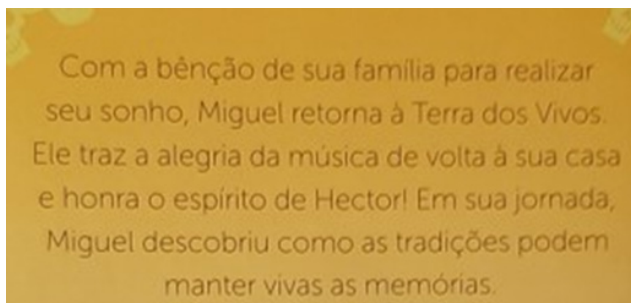 Com a bênção de sua família para realizar
seu sonho, Miguel retorna à Terra dos Vivos.
Ele traz a alegria da música de volta à sua casa
e honra o espírito de Hector! Em sua jornada,
Miguel descobriu como as tradições podem
manter vivas as memórias.